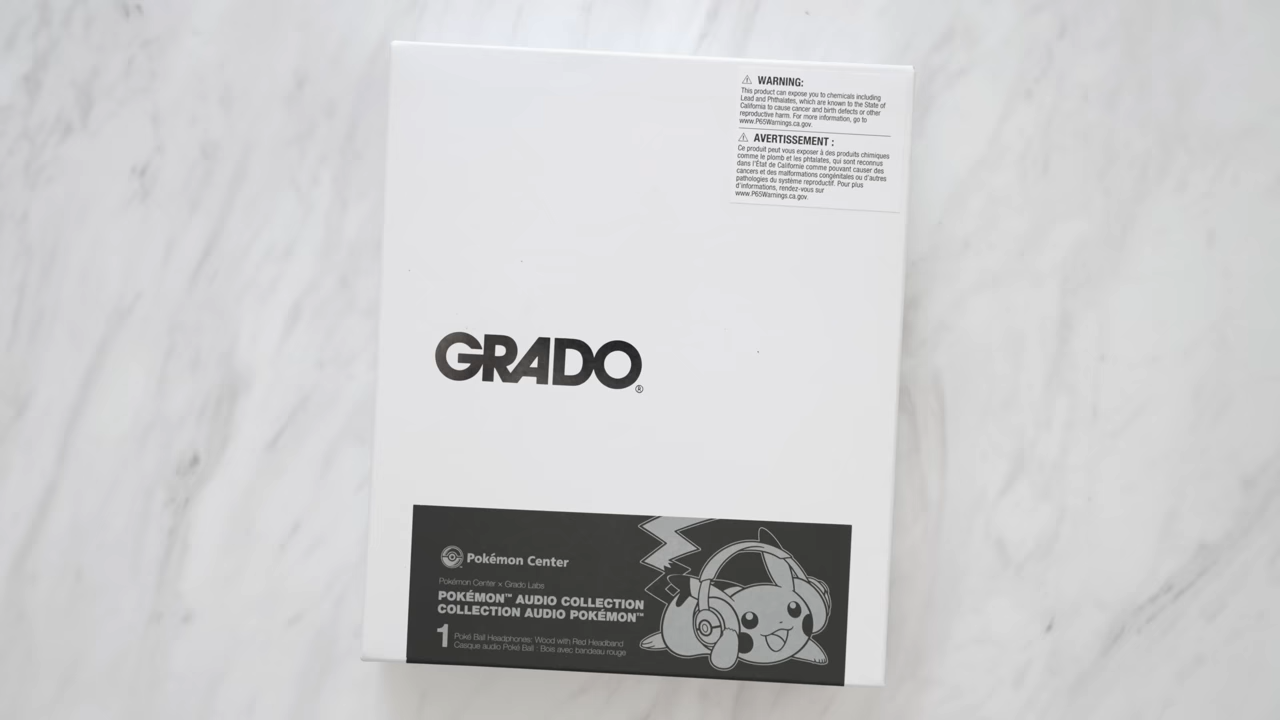 ⚠ WARNING:
This product can expose you to chemicals including
Lead and Phthalates, which are known to the State of
California to cause cancer and birth defects or other
reproductive harm. For more information, go to
www.P65Warnings.ca.gov.
⚠ AVERTISSEMENT :
Ce produit peut vous exposer à des produits chimiques
comme le plomb et les phtalates, qui sont reconnus
dans l'État de Californie comme pouvant causer des
cancers et des malformations congénitales ou d'autres
pathologies du système reproductif. Pour plus
d'informations, rendez-vous sur
www.P65Warnings.ca.gov.
GRADO®
Pokémon Center
Pokémon Center × Grado Labs
POKÉMON™ AUDIO COLLECTION
COLLECTION AUDIO POKÉMON™
1 Poké Ball Headphones: Wood with Red Headband
Casque audio Poké Ball : Bois avec bandeau rouge